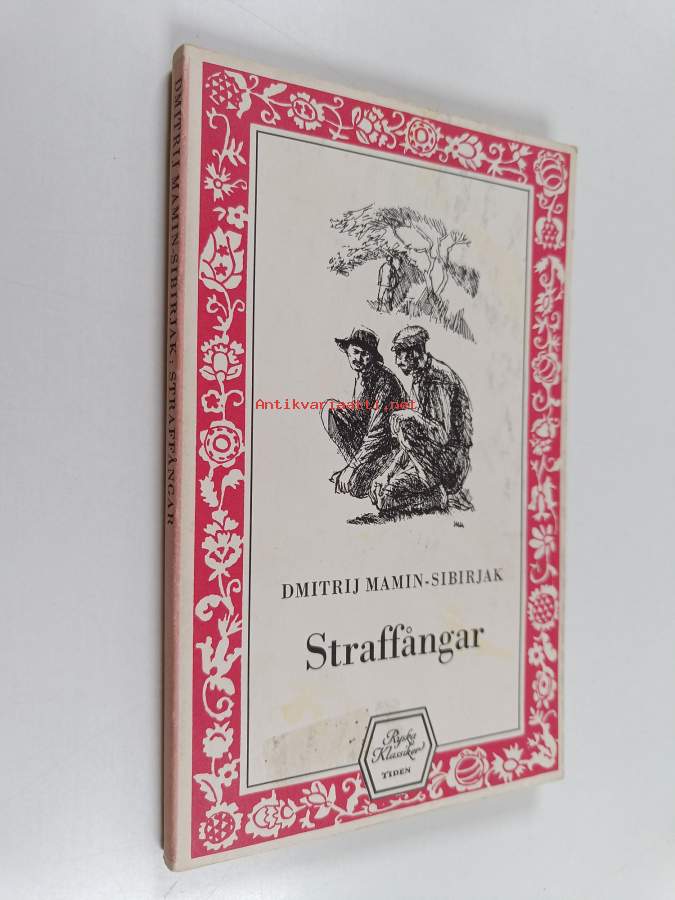 DMITRIJ MAMIN-SIBIRJAK: STRAFFÅNGAR
Antikvariaatti.net
DMITRIJ MAMIN-SIBIRJAK
Straffångar
Ryska
Klassiker
TIDEN